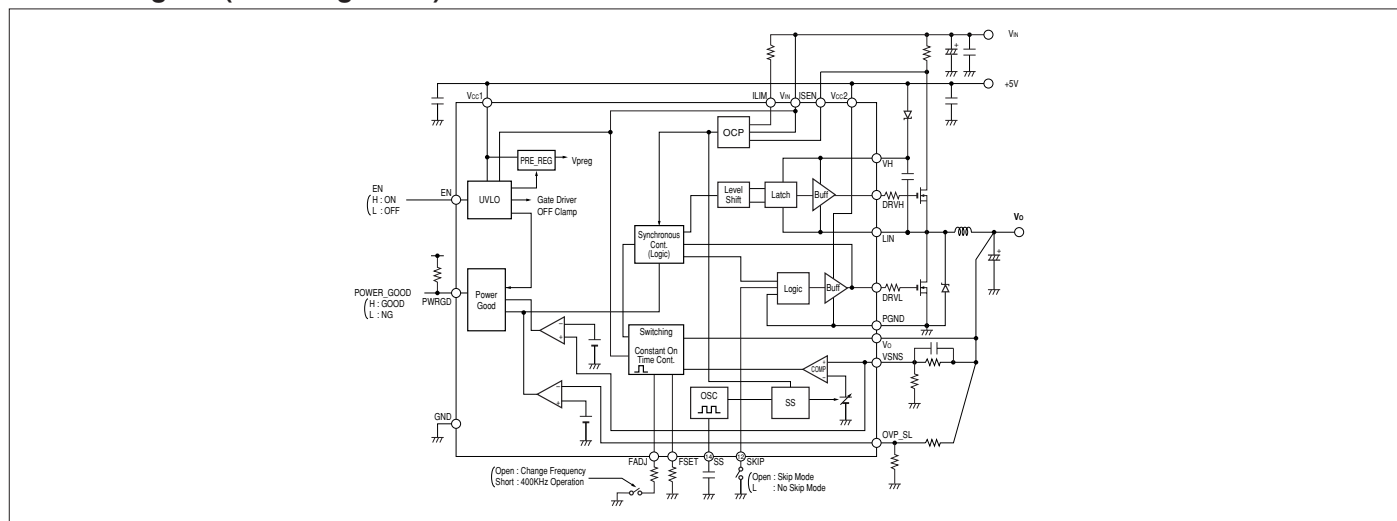 VIN
+5V
VCC1
ILIM
VIN
ISEN
VCC2
OCP
PRE_REG
Vpreg
VH
EN
H : ON
L : OFF
EN
UVLO
Gate Driver
OFF Clamp
Level
Shift
Latch
Buff
DRVH
Vo
LIN
Synchronous
Cont.
(Logic)
POWER_GOOD
H : GOOD
L : NG
PWRGD
Power
Good
Logic
Buff
DRVL
PGND
Switching
Constant On
Time Cont.
Vo
VSNS
COMP
OSC
SS
GND
OVP_SL
FADJ
FSET
14
SS
12
SKIP
Open : Change Frequency
Short : 400KHz Operation
Open : Skip Mode
L : No Skip Mode